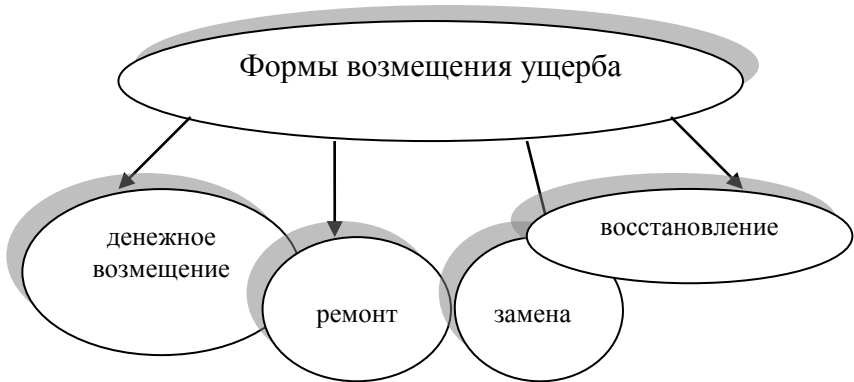 Формы возмещения ущерба
денежное
возмещение
ремонт
замена
восстановление